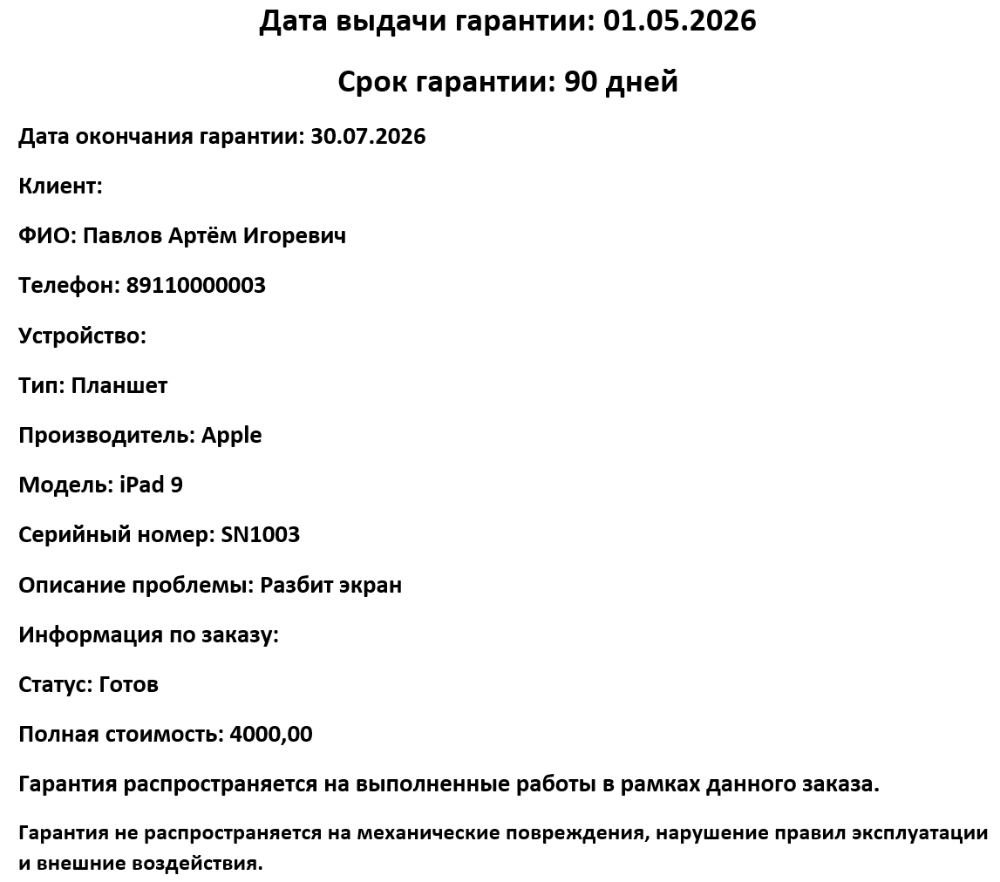 Дата выдачи гарантии: 01.05.2026
Срок гарантии: 90 дней
Дата окончания гарантии: 30.07.2026
Клиент:
ФИО: Павлов Артём Игоревич
Телефон: 89110000003
Устройство:
Тип: Планшет
Производитель: Apple
Модель: iPad 9
Серийный номер: SN1003
Описание проблемы: Разбит экран
Информация по заказу:
Статус: Готов
Полная стоимость: 4000,00
Гарантия распространяется на выполненные работы в рамках данного заказа.
Гарантия не распространяется на механические повреждения, нарушение правил эксплуатации
и внешние воздействия.